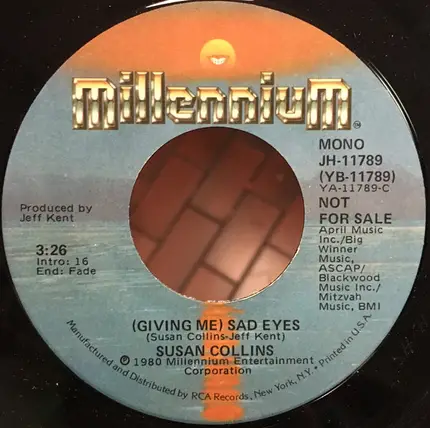 MillenniuM TM
MONO
JH-11789
(YB-11789)
YA-11789-C
NOT
FOR SALE
April Music
Inc./Big
Winner
Music,
ASCAP/
Blackwood
Music Inc./
Mitzvah
Music, BMI
Produced by
Jeff Kent
3:26
Intro: 16
End: Fade
(GIVING ME) SAD EYES
(Susan Collins-Jeff Kent)
SUSAN COLLINS
℗ 1980 Millennium Entertainment
Corporation
Manufactured and Distributed by RCA Records, New York, N.Y. • Printed in U.S.A.